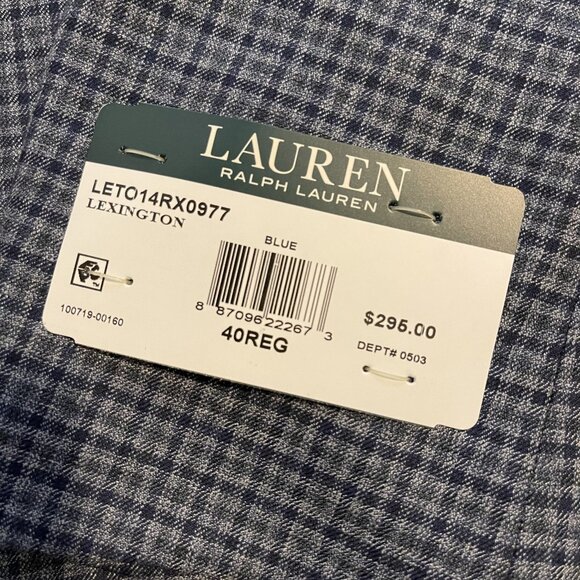 LAUREN
RALPH LAUREN
LETO14RX0977
LEXINGTON
BLUE
8 87096 22267 3
40REG
100719-00160
$295.00
DEPT# 0503